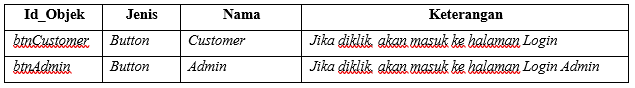 Id_Objek Jenis Nama Keterangan
btnCustomer Button Customer Jika diklik, akan masuk ke halaman Login
btnAdmin Button Admin Jika diklik, akan masuk ke halaman Login Admin